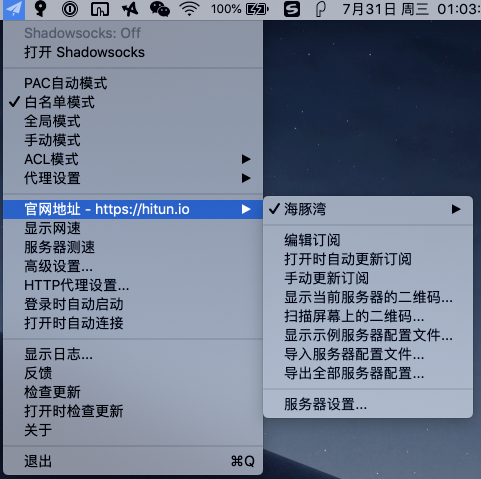 100%
7月31日 周三 01:03:
Shadowsocks: Off
打开 Shadowsocks
PAC自动模式
白名单模式
全局模式
手动模式
ACL模式
代理设置
官网地址 - https://hitun.io
显示网速
服务器测速
高级设置...
HTTP代理设置...
登录时自动启动
打开时自动连接
显示日志...
反馈
检查更新
打开时检查更新
关于
退出 ⌘Q
海豚湾
编辑订阅
打开时自动更新订阅
手动更新订阅
显示当前服务器的二维码...
扫描屏幕上的二维码...
显示示例服务器配置文件...
导入服务器配置文件...
导出全部服务器配置...
服务器设置...